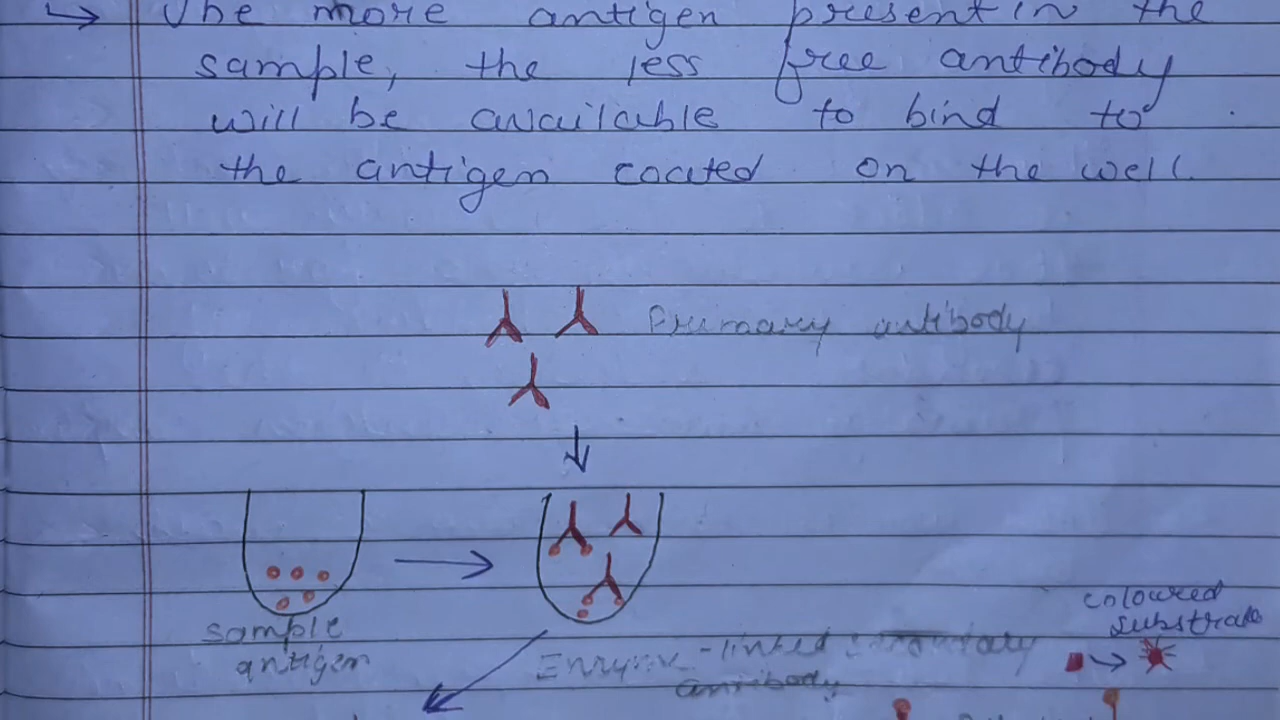 ↳ The more antigen present in the
sample, the less free antibody
will be available to bind to
the antigen coated on the well.
Primary antibody
coloured
substrate
sample
antigen
Enzyme-linked secondary
antibody